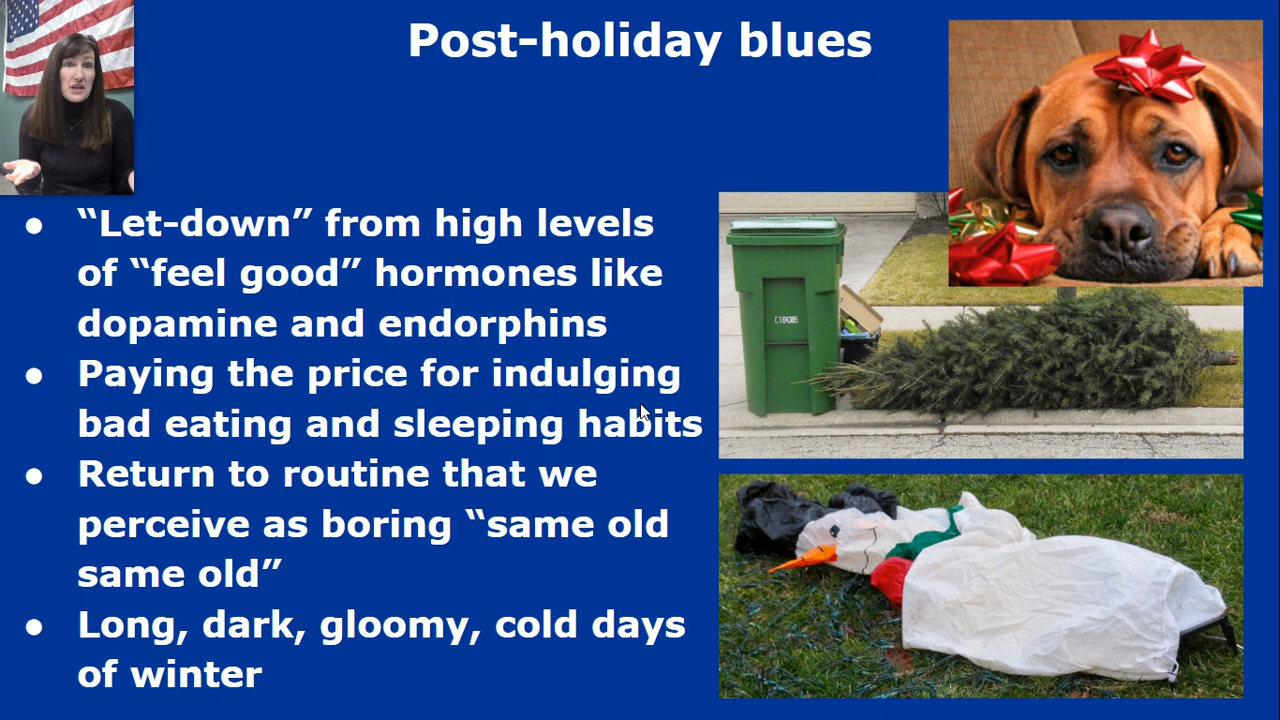 Post-holiday blues
● “Let-down” from high levels
of “feel good” hormones like
dopamine and endorphins
● Paying the price for indulging
bad eating and sleeping habits
● Return to routine that we
perceive as boring “same old
same old”
● Long, dark, gloomy, cold days
of winter